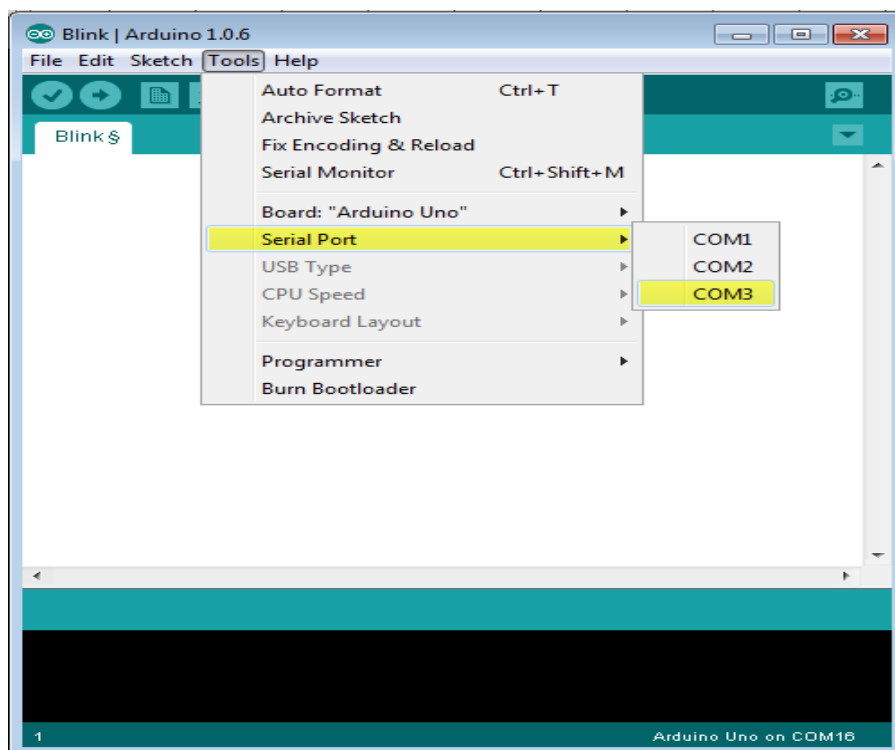 Blink | Arduino 1.0.6
File Edit Sketch Tools Help
Auto Format Ctrl+T
Archive Sketch
Fix Encoding & Reload
Serial Monitor Ctrl+Shift+M
Blink§
Board: "Arduino Uno"
Serial Port
USB Type
CPU Speed
Keyboard Layout
Programmer
Burn Bootloader
COM1
COM2
COM3
1 Arduino Uno on COM16